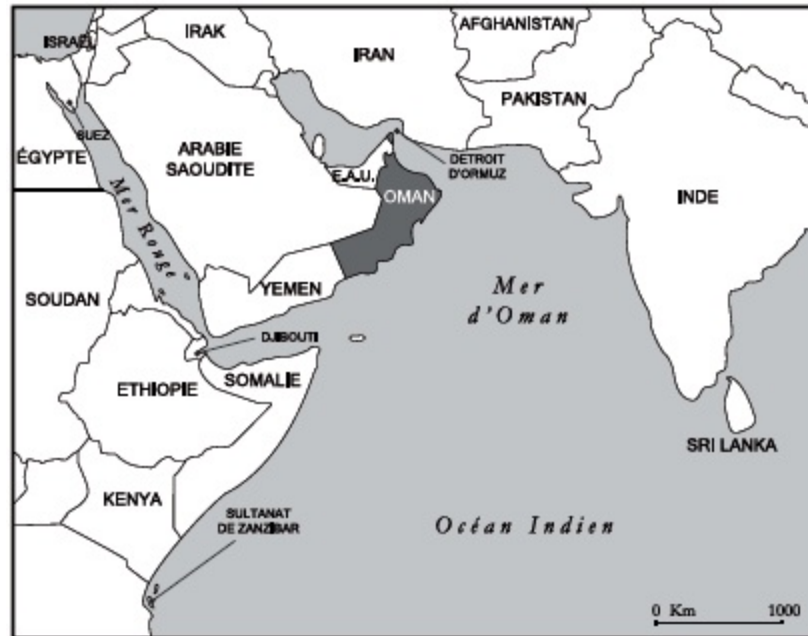 ISRAËL
IRAK
IRAN
AFGHANISTAN
PAKISTAN
SUEZ
ÉGYPTE
ARABIE
SAOUDITE
E.A.U.
DETROIT
D'ORMUZ
OMAN
INDE
Mer Rouge
SOUDAN
YEMEN
Mer
d'Oman
DJIBOUTI
ETHIOPIE
SOMALIE
SRI LANKA
KENYA
SULTANAT
DE ZANZIBAR
Océan Indien
0 Km 1000